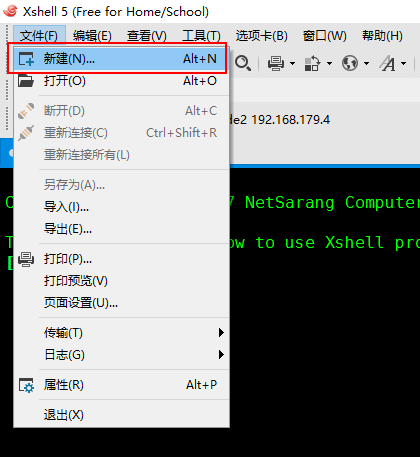 Xshell 5 (Free for Home/School)
文件(F) 编辑(E) 查看(V) 工具(T) 选项卡(B) 窗口(W) 帮助(H)
新建(N)... Alt+N
打开(O) Alt+O
断开(D) Alt+C
de2 192.168.179.4
重新连接(C) Ctrl+Shift+R
重新连接所有(L)
另存为(A)...
导入(I)...
7 NetSarang Computer
导出(E)...
ow to use Xshell pro
打印(P)...
[
打印预览(V)
页面设置(U)...
传输(T)
日志(G)
属性(R) Alt+P
退出(X)